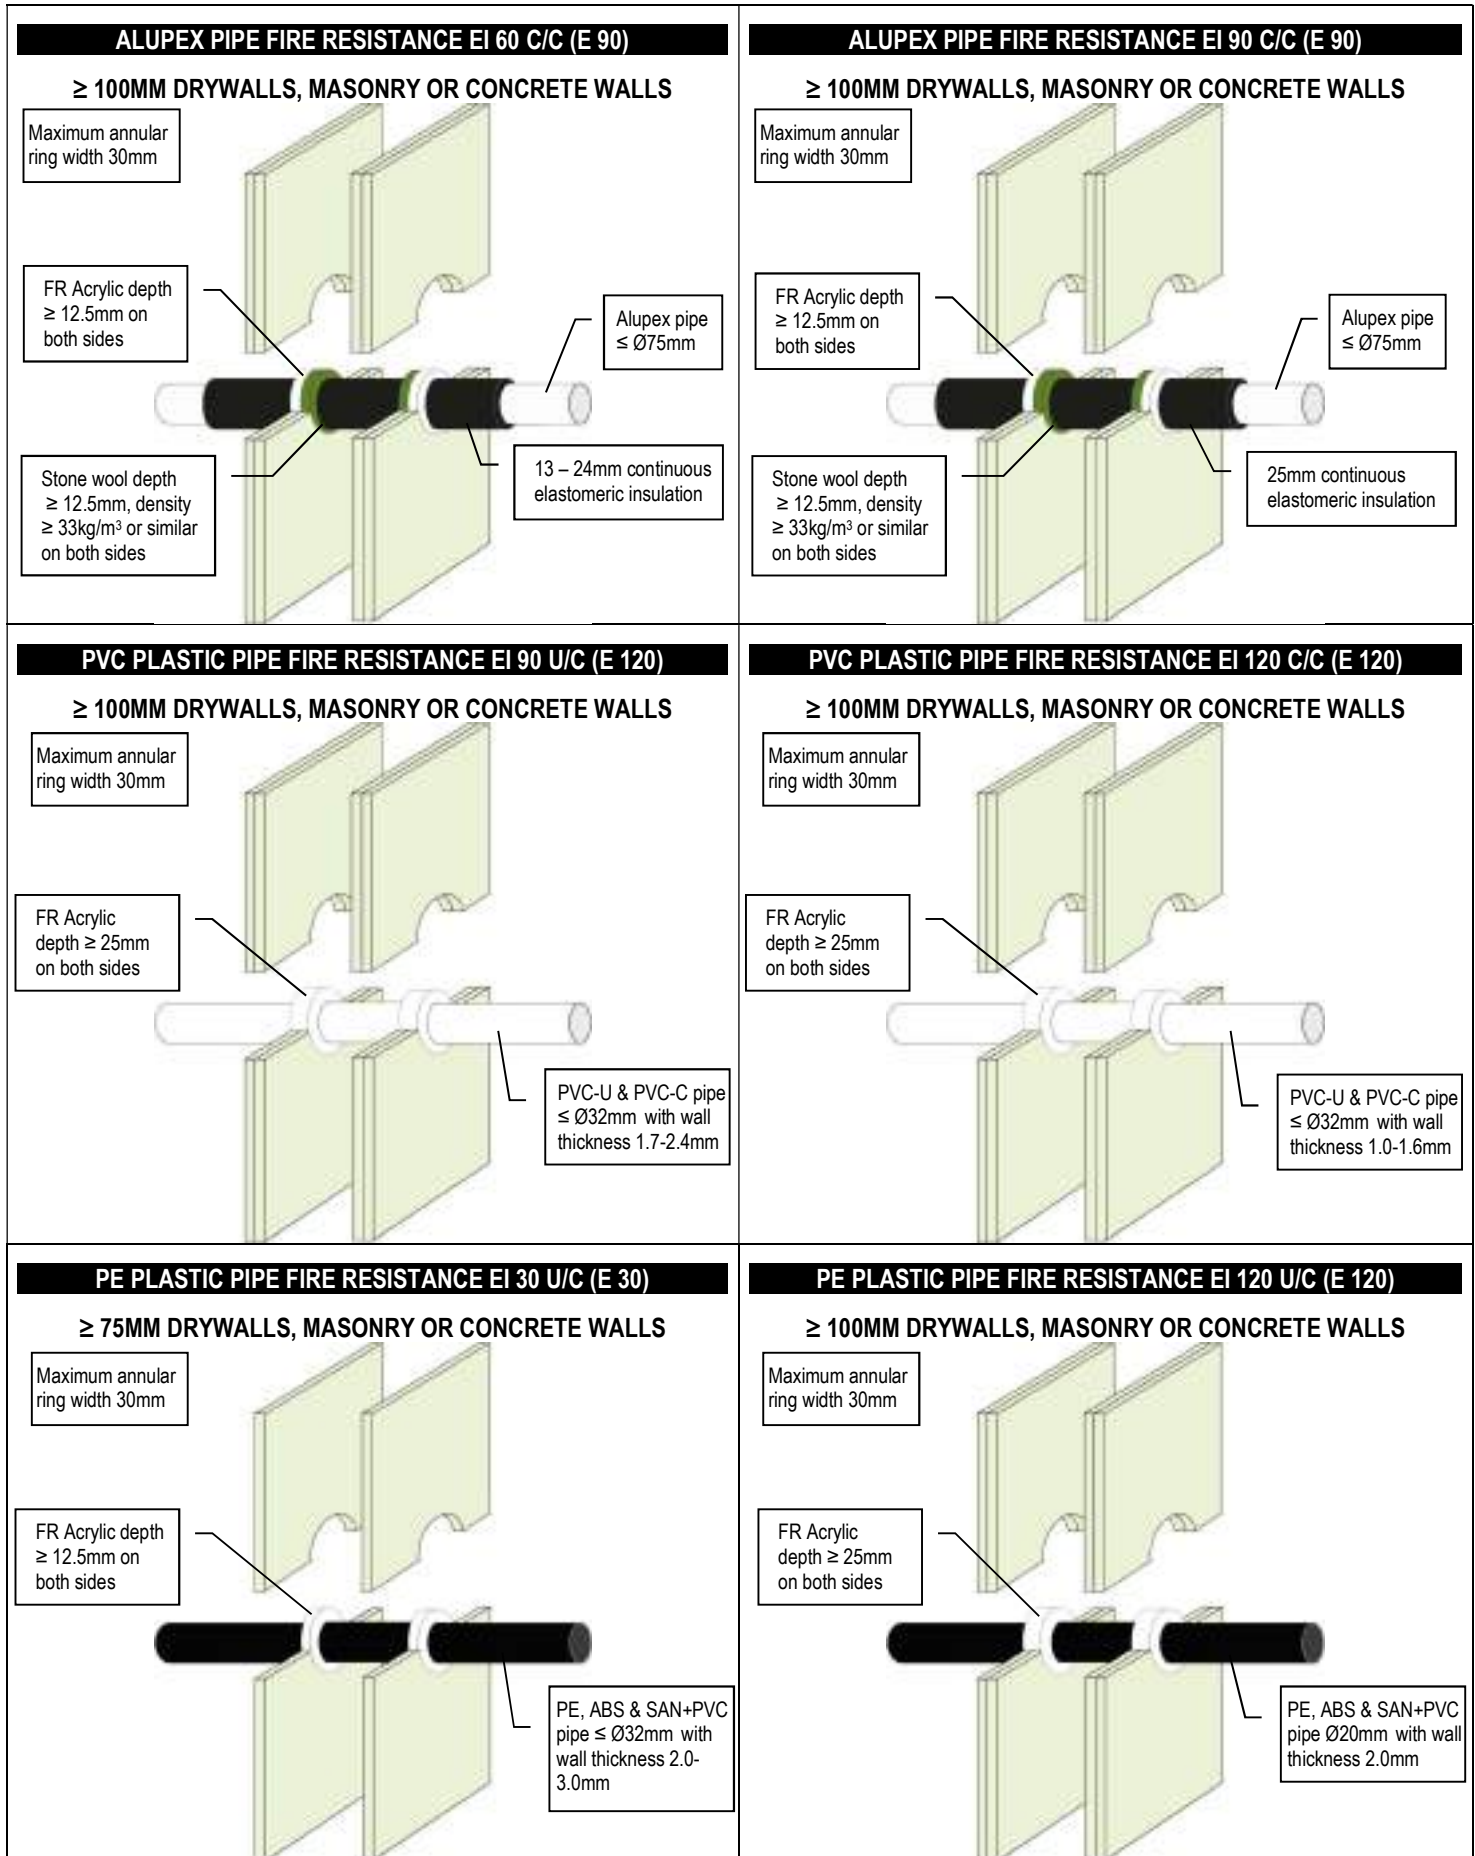 ALUPEX PIPE FIRE RESISTANCE EI 60 C/C (E 90)
≥ 100MM DRYWALLS, MASONRY OR CONCRETE WALLS
Maximum annular
ring width 30mm
FR Acrylic depth
≥ 12.5mm on
both sides
Alupex pipe
≤ Ø75mm
Stone wool depth
≥ 12.5mm, density
≥ 33kg/m³ or similar
on both sides
13 – 24mm continuous
elastomeric insulation
ALUPEX PIPE FIRE RESISTANCE EI 90 C/C (E 90)
≥ 100MM DRYWALLS, MASONRY OR CONCRETE WALLS
Maximum annular
ring width 30mm
FR Acrylic depth
≥ 12.5mm on
both sides
Alupex pipe
≤ Ø75mm
Stone wool depth
≥ 12.5mm, density
≥ 33kg/m³ or similar
on both sides
25mm continuous
elastomeric insulation
PVC PLASTIC PIPE FIRE RESISTANCE EI 90 U/C (E 120)
≥ 100MM DRYWALLS, MASONRY OR CONCRETE WALLS
Maximum annular
ring width 30mm
FR Acrylic
depth ≥ 25mm
on both sides
PVC-U & PVC-C pipe
≤ Ø32mm with wall
thickness 1.7-2.4mm
PVC PLASTIC PIPE FIRE RESISTANCE EI 120 C/C (E 120)
≥ 100MM DRYWALLS, MASONRY OR CONCRETE WALLS
Maximum annular
ring width 30mm
FR Acrylic
depth ≥ 25mm
on both sides
PVC-U & PVC-C pipe
≤ Ø32mm with wall
thickness 1.0-1.6mm
PE PLASTIC PIPE FIRE RESISTANCE EI 30 U/C (E 30)
≥ 75MM DRYWALLS, MASONRY OR CONCRETE WALLS
Maximum annular
ring width 30mm
FR Acrylic depth
≥ 12.5mm on
both sides
PE, ABS & SAN+PVC
pipe ≤ Ø32mm with
wall thickness 2.0-
3.0mm
PE PLASTIC PIPE FIRE RESISTANCE EI 120 U/C (E 120)
≥ 100MM DRYWALLS, MASONRY OR CONCRETE WALLS
Maximum annular
ring width 30mm
FR Acrylic
depth ≥ 25mm
on both sides
PE, ABS & SAN+PVC
pipe Ø20mm with wall
thickness 2.0mm